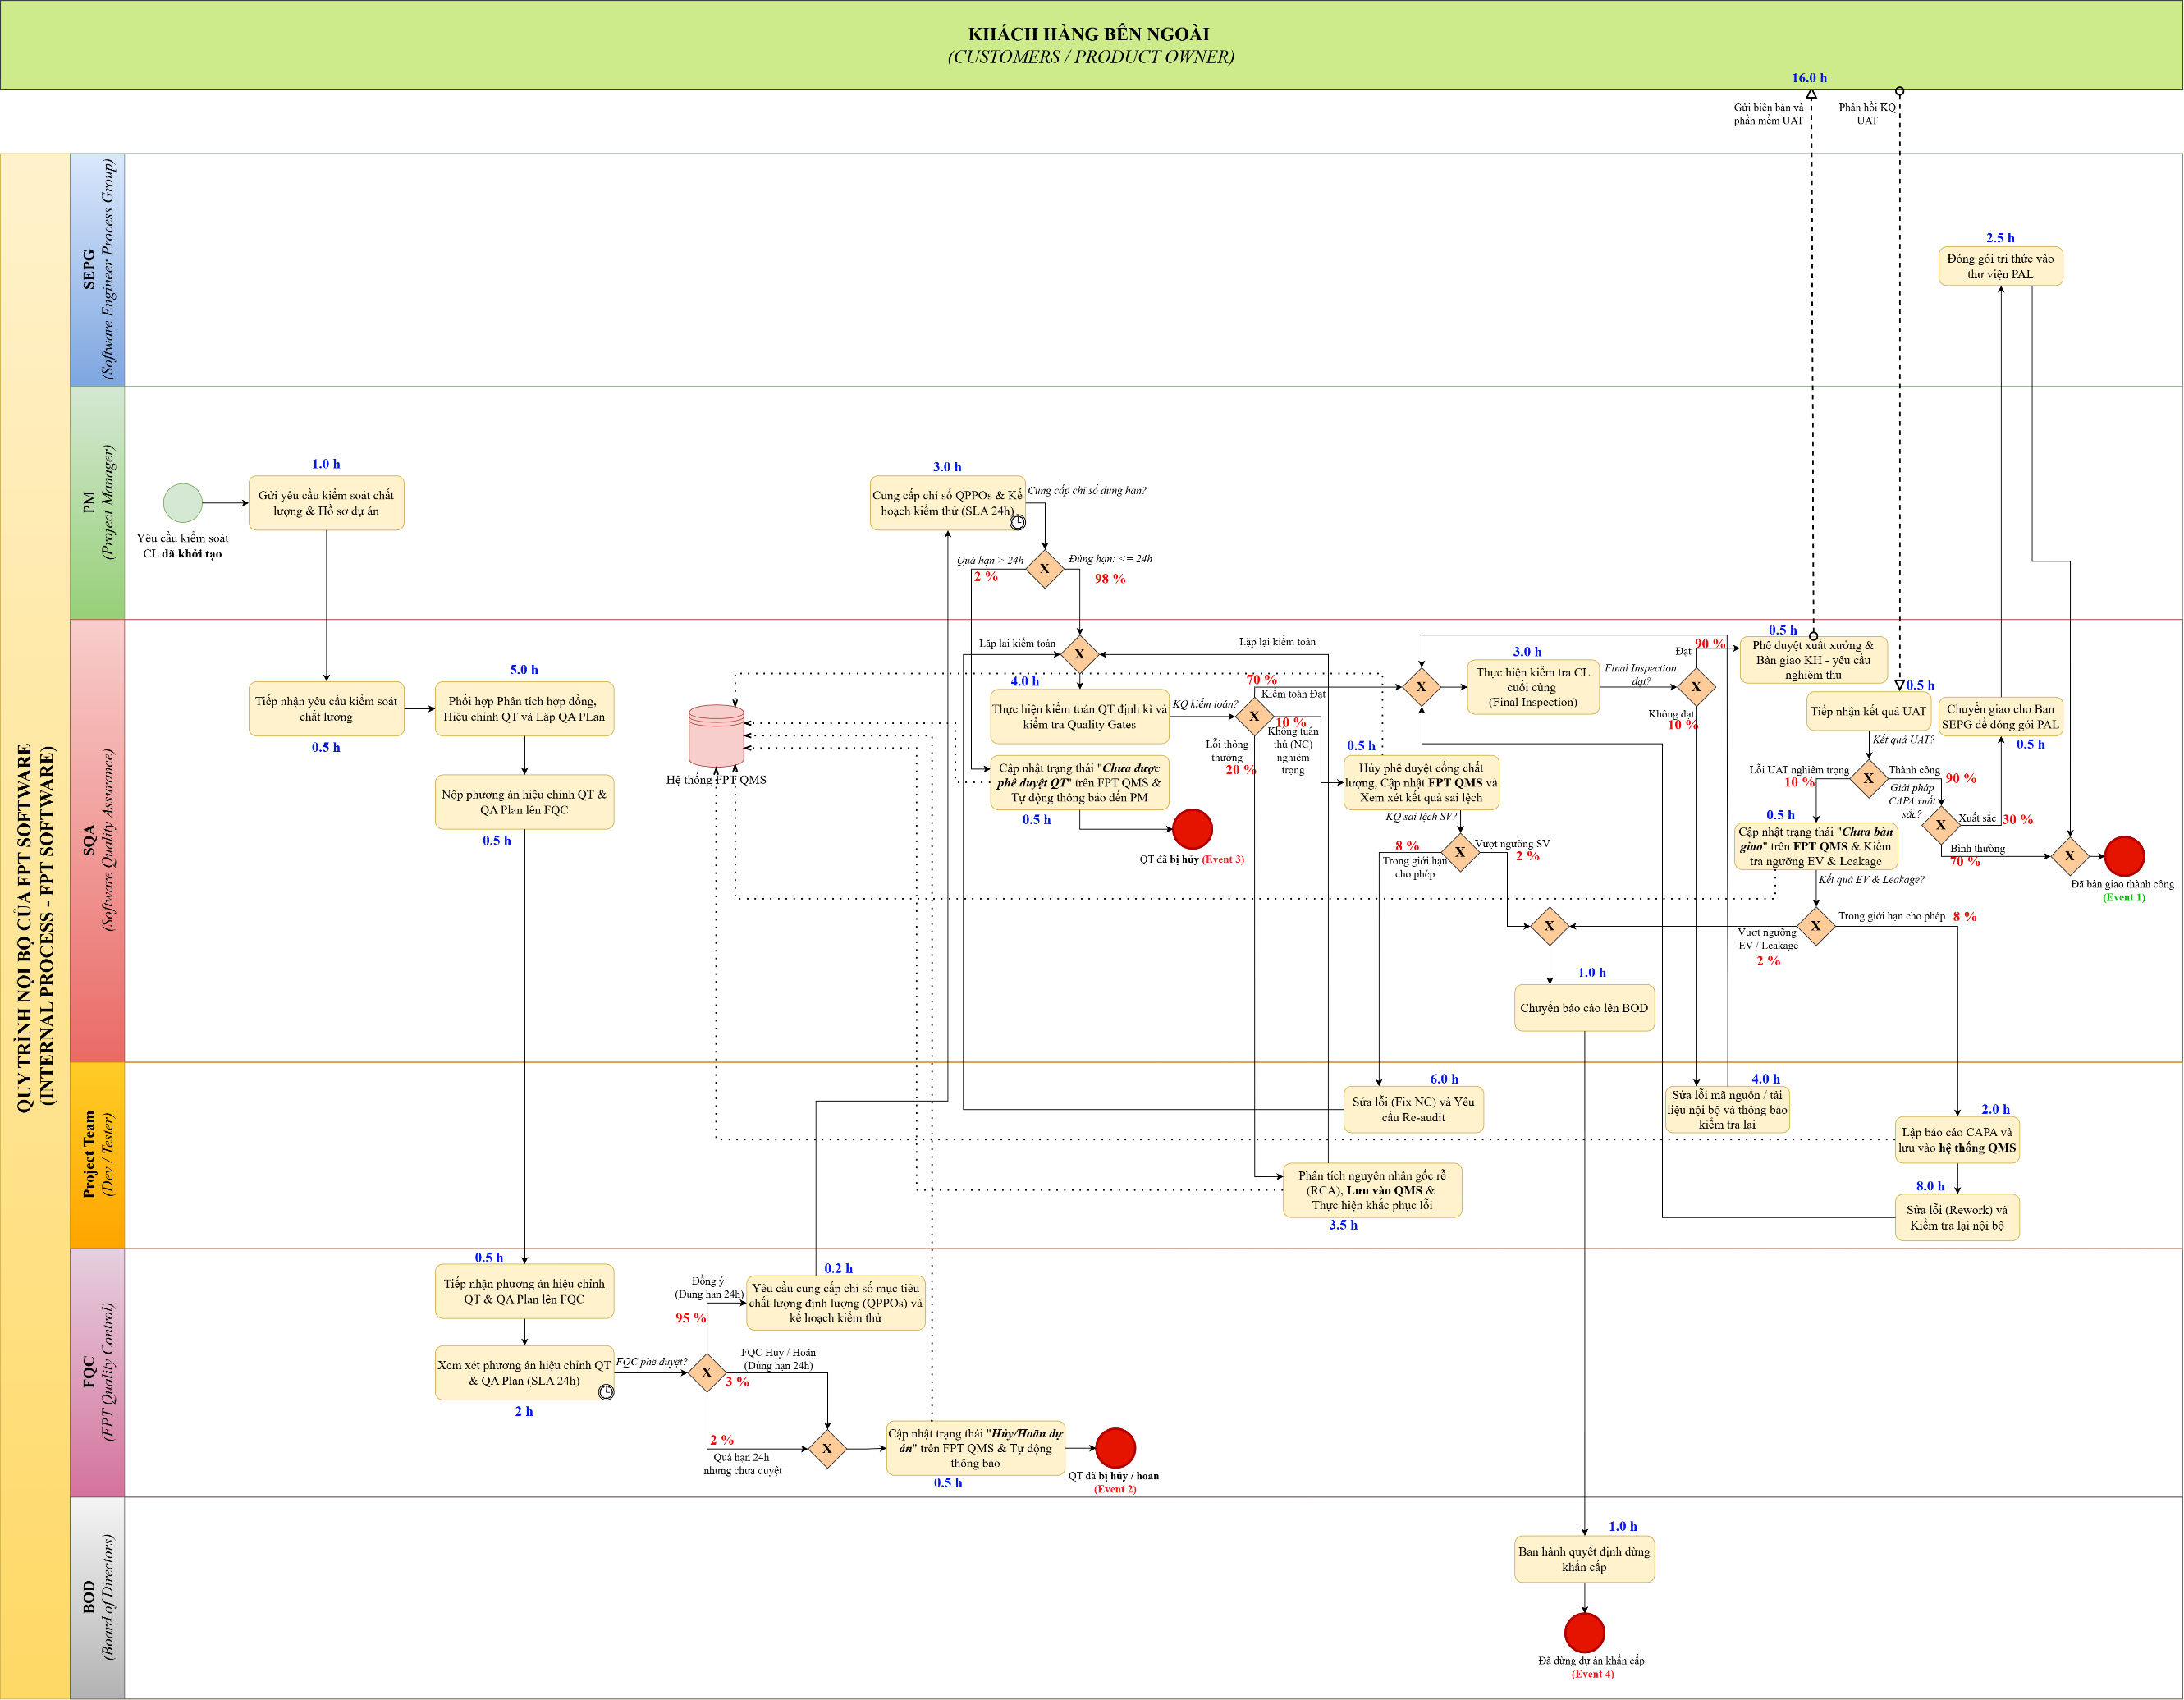 KHÁCH HÀNG BÊN NGOÀI
(CUSTOMERS / PRODUCT OWNER)
16.0 h
Gửi biên bản và
phần mềm UAT
Phản hồi KQ
UAT
QUY TRÌNH NỘI BỘ CỦA FPT SOFTWARE
(INTERNAL PROCESS - FPT SOFTWARE)
SEPG
(Software Engineer Process Group)
2.5 h
Đóng gói tri thức vào
thư viện PAL
PM
(Project Manager)
Yêu cầu kiểm soát
CL đã khởi tạo
1.0 h
Gửi yêu cầu kiểm soát chất
lượng & Hồ sơ dự án
3.0 h
Cung cấp chỉ số QPPOs & Kế
hoạch kiểm thử (SLA 24h)
Cung cấp chỉ số đúng hạn?
Quá hạn > 24h
2 %
Đúng hạn: <= 24h
98 %
X
SQA
(Software Quality Assurance)
Tiếp nhận yêu cầu kiểm soát
chất lượng
0.5 h
5.0 h
Phối hợp Phân tích hợp đồng,
Hiệu chỉnh QT và Lập QA PLan
Nộp phương án hiệu chỉnh QT &
QA Plan lên FQC
0.5 h
Hệ thống FPT QMS
Lặp lại kiểm toán
X
Lặp lại kiểm toán
4.0 h
Thực hiện kiểm toán QT định kì và
kiểm tra Quality Gates
KQ kiểm toán?
X
70 %
Kiểm toán Đạt
10 %
Không tuân
thủ (NC)
nghiêm
trọng
Lỗi thông
thường
20 %
Cập nhật trạng thái "Chưa được
phê duyệt QT" trên FPT QMS &
Tự động thông báo đến PM
0.5 h
QT đã bị hủy (Event 3)
0.5 h
Hủy phê duyệt cổng chất
lượng, Cập nhật FPT QMS và
Xem xét kết quả sai lệch
KQ sai lệch SV?
X
8 %
Trong giới hạn
cho phép
Vượt ngưỡng SV
2 %
X
3.0 h
Thực hiện kiểm tra CL
cuối cùng
(Final Inspection)
Final Inspection
đạt?
X
Đạt
90 %
Không đạt
10 %
0.5 h
Phê duyệt xuất xưởng &
Bàn giao KH - yêu cầu
nghiệm thu
0.5 h
Tiếp nhận kết quả UAT
Kết quả UAT?
X
Lỗi UAT nghiêm trọng
10 %
Thành công
90 %
Giải pháp
CAPA xuất
sắc?
X
Xuất sắc
30 %
Bình thường
70 %
Chuyển giao cho Ban
SEPG để đóng gói PAL
0.5 h
X
Đã bàn giao thành công
(Event 1)
0.5 h
Cập nhật trạng thái "Chưa bàn
giao" trên FPT QMS & Kiểm
tra ngưỡng EV & Leakage
Kết quả EV & Leakage?
X
Trong giới hạn cho phép
8 %
Vượt ngưỡng
EV / Leakage
2 %
X
1.0 h
Chuyển báo cáo lên BOD
Project Team
(Dev / Tester)
6.0 h
Sửa lỗi (Fix NC) và Yêu
cầu Re-audit
4.0 h
Sửa lỗi mã nguồn / tài
liệu nội bộ và thông báo
kiểm tra lại
2.0 h
Lập báo cáo CAPA và
lưu vào hệ thống QMS
Phân tích nguyên nhân gốc rễ
(RCA), Lưu vào QMS &
Thực hiện khắc phục lỗi
3.5 h
8.0 h
Sửa lỗi (Rework) và
Kiểm tra lại nội bộ
FQC
(FPT Quality Control)
0.5 h
Tiếp nhận phương án hiệu chỉnh
QT & QA Plan lên FQC
Xem xét phương án hiệu chỉnh QT
& QA Plan (SLA 24h)
2 h
FQC phê duyệt?
X
Đồng ý
(Đúng hạn 24h)
95 %
0.2 h
Yêu cầu cung cấp chỉ số mục tiêu
chất lượng định lượng (QPPOs) và
kế hoạch kiểm thử
FQC Hủy / Hoãn
(Đúng hạn 24h)
3 %
2 %
Quá hạn 24h
nhưng chưa duyệt
X
Cập nhật trạng thái "Hủy/Hoãn dự
án" trên FPT QMS & Tự động
thông báo
0.5 h
QT đã bị hủy / hoãn
(Event 2)
BOD
(Board of Directors)
1.0 h
Ban hành quyết định dừng
khẩn cấp
Đã dừng dự án khẩn cấp
(Event 4)